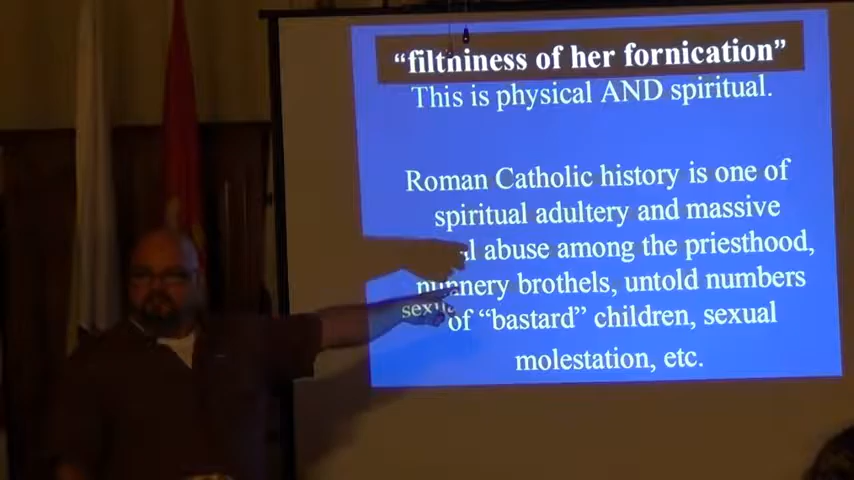 “filthiness of her fornication”
This is physical AND spiritual.
Roman Catholic history is one of
spiritual adultery and massive
abuse among the priesthood,
nunnery brothels, untold numbers
of “bastard” children, sexual
molestation, etc.